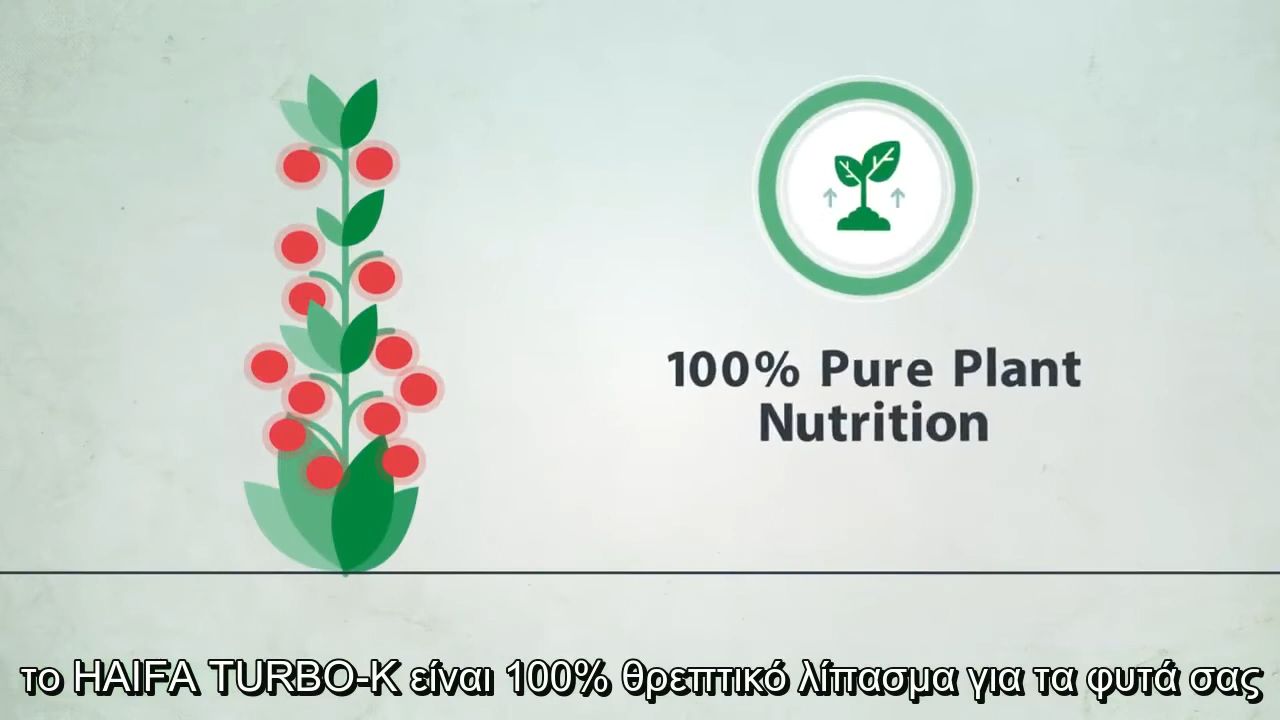 100% Pure Plant
Nutrition
το HAIFA TURBO-K είναι 100% θρεπτικό λίπασμα για τα φυτά σας